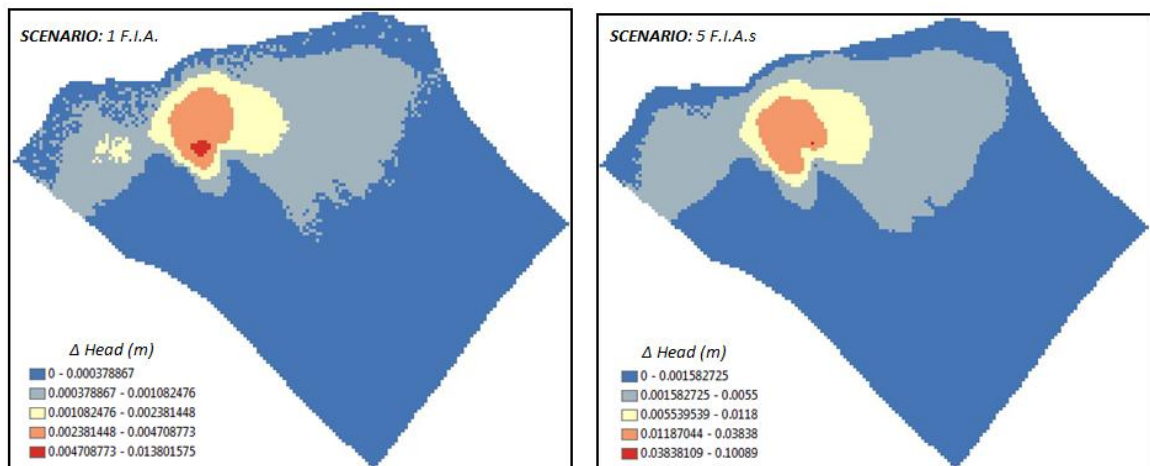 SCENARIO: 1 F.I.A.
Δ Head (m)
0 - 0.000378867
0.000378867 - 0.001082476
0.001082476 - 0.002381448
0.002381448 - 0.004708773
0.004708773 - 0.013801575
SCENARIO: 5 F.I.A.s
Δ Head (m)
0 - 0.001582725
0.001582725 - 0.0055
0.005539539 - 0.0118
0.01187044 - 0.03838
0.03838109 - 0.10089